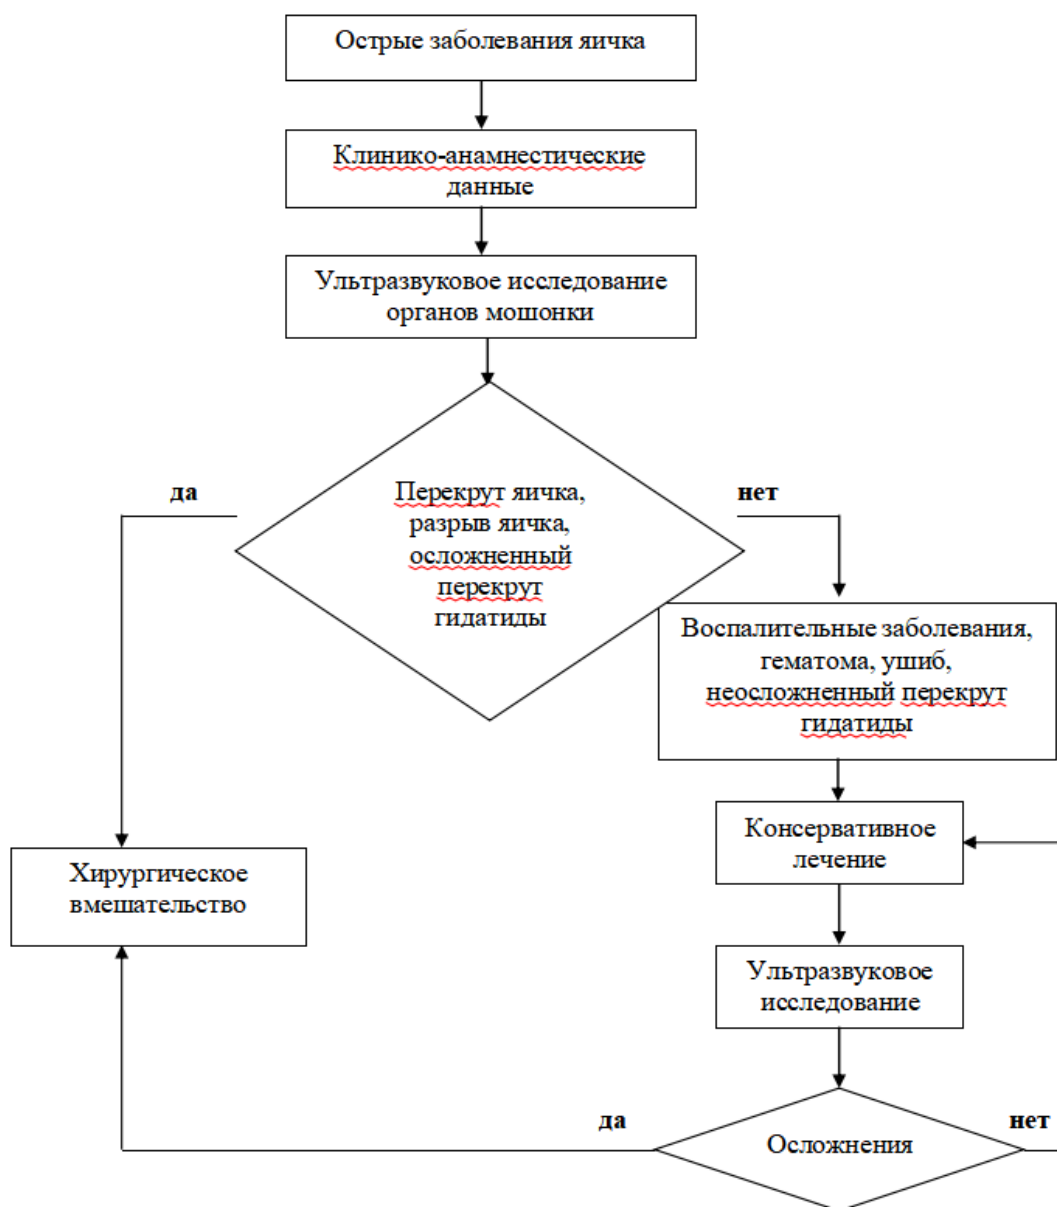 Острые заболевания яичка
Клинико-анамнестические
данные
Ультразвуковое исследование
органов мошонки
да
нет
Перекрут яичка,
разрыв яичка,
осложненный
перекрут
гидатиды
Воспалительные заболевания,
гематома, ушиб,
неосложненный перекрут
гидатиды
Консервативное
лечение
Хирургическое
вмешательство
Ультразвуковое
исследование
да
нет
Осложнения